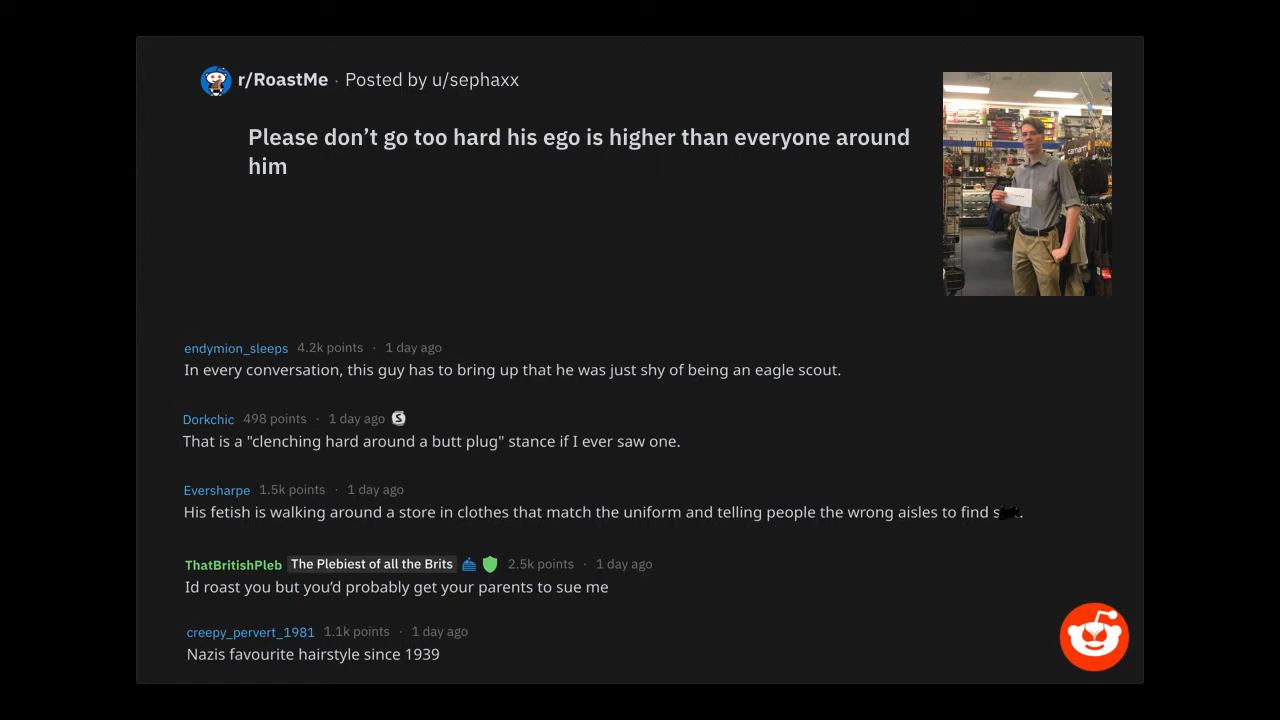 r/RoastMe · Posted by u/sephaxx
Please don’t go too hard his ego is higher than everyone around
him
carhartt
endymion_sleeps 4.2k points · 1 day ago
In every conversation, this guy has to bring up that he was just shy of being an eagle scout.
Dorkchic 498 points · 1 day ago S
That is a "clenching hard around a butt plug" stance if I ever saw one.
Eversharpe 1.5k points · 1 day ago
His fetish is walking around a store in clothes that match the uniform and telling people the wrong aisles to find s .
ThatBritishPleb The Plebiest of all the Brits 2.5k points · 1 day ago
Id roast you but you’d probably get your parents to sue me
creepy_pervert_1981 1.1k points · 1 day ago
Nazis favourite hairstyle since 1939